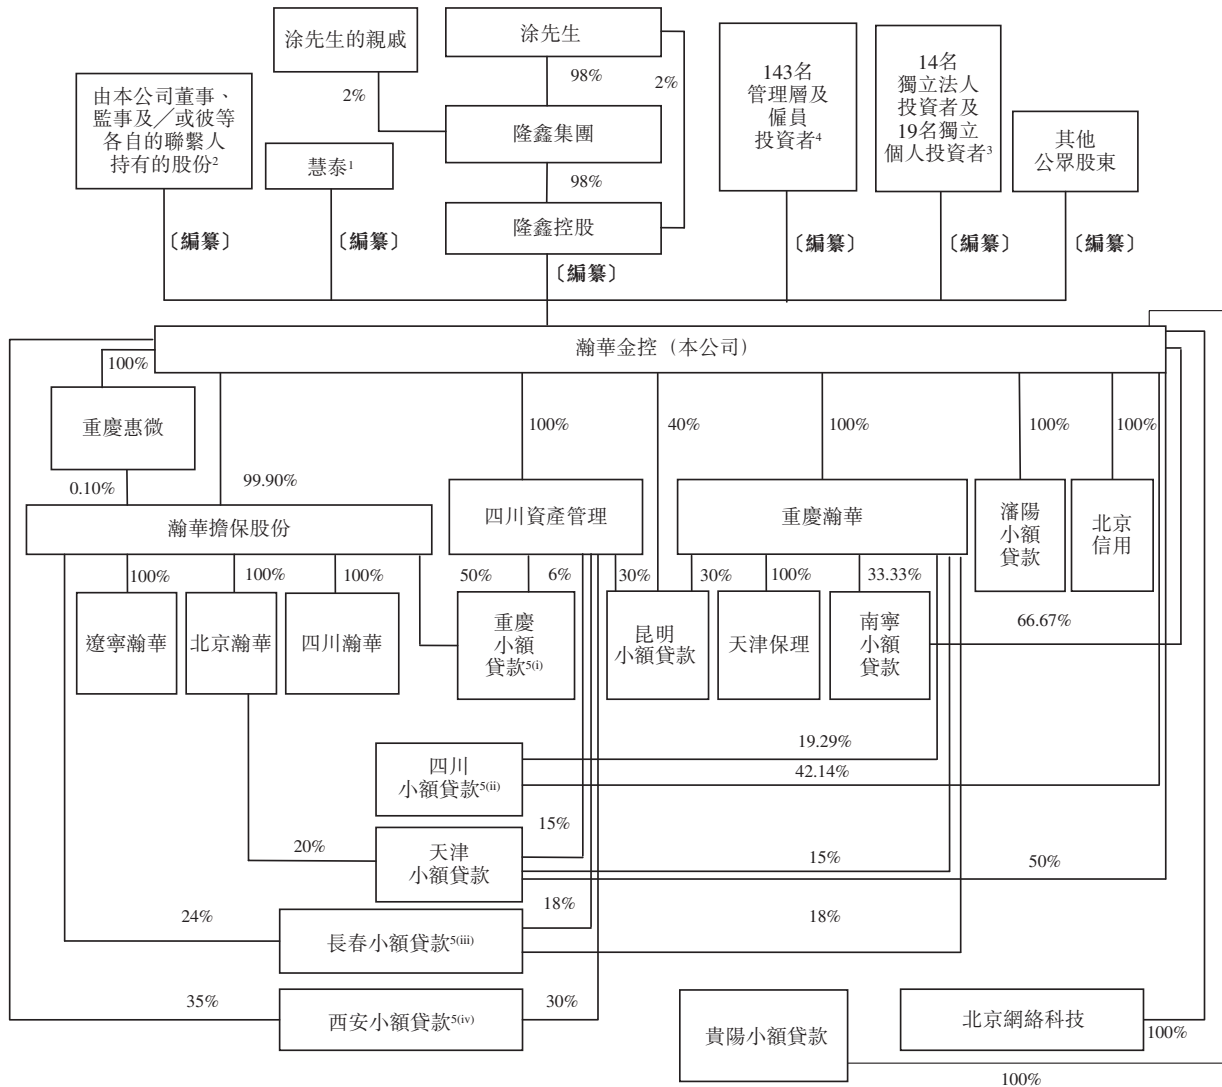 涂先生的親戚
涂先生
2%
98%
2%
由本公司董事、
監事及／或彼等
各自的聯繫人
持有的股份2
慧泰1
隆鑫集團
98%
隆鑫控股
143名
管理層及
僱員
投資者4
14名
獨立法人
投資者及
19名獨立
個人投資者3
其他
公眾股東
〔編纂〕
〔編纂〕
〔編纂〕
〔編纂〕
〔編纂〕
〔編纂〕
瀚華金控（本公司）
100%
重慶惠微
100%
40%
100%
100%
100%
0.10%
99.90%
瀚華擔保股份
四川資產管理
重慶瀚華
瀋陽
小額
貸款
北京
信用
100%
100%
100%
50%
6%
30%
30%
100%
33.33%
遼寧瀚華
北京瀚華
四川瀚華
重慶
小額
貸款5(i)
昆明
小額貸款
天津保理
南寧
小額
貸款
66.67%
四川
小額貸款5(ii)
19.29%
42.14%
15%
20%
天津
小額貸款
15%
50%
24%
長春小額貸款5(iii)
18%
18%
35%
西安小額貸款5(iv)
30%
貴陽小額貸款
北京網絡科技
100%
100%